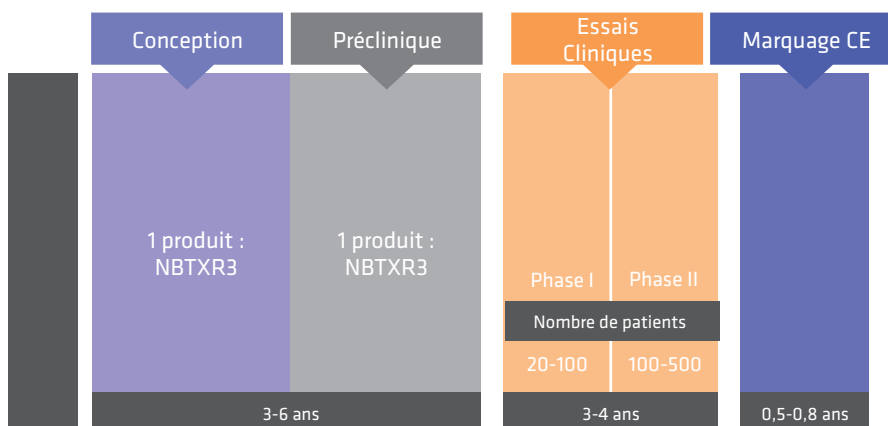 Conception
Préclinique
Essais
Cliniques
Marquage CE
1 produit :
NBTXR3
1 produit :
NBTXR3
Phase I
Phase II
Nombre de patients
20-100
100-500
3-6 ans
3-4 ans
0,5-0,8 ans